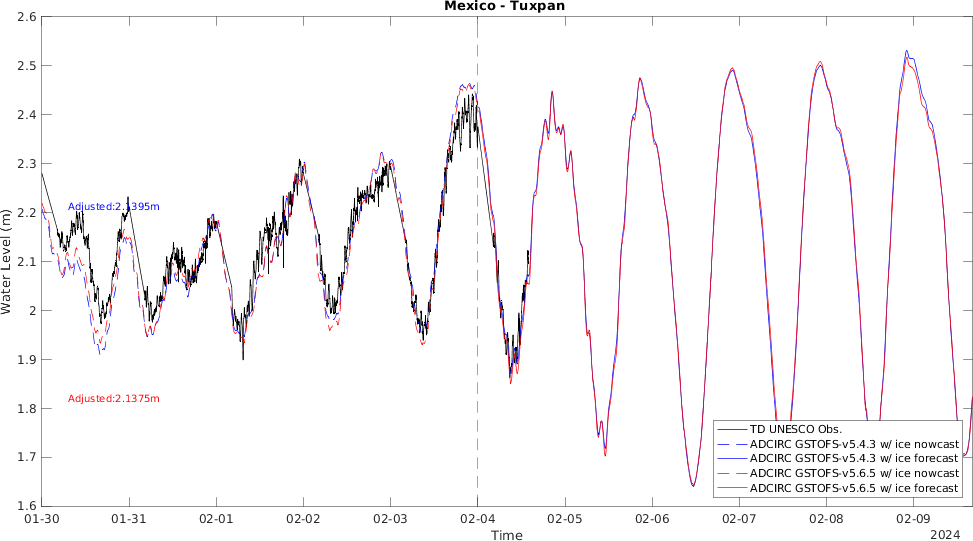 Mexico - Tuxpan
2.6
2.5
2.4
2.3
2.2
2.1
2
1.9
1.8
1.7
1.6
Water Level (m)
Adjusted:2.1395m
Adjusted:2.1375m
TD UNESCO Obs.
ADCIRC GSTOFS-v5.4.3 w/ ice nowcast
ADCIRC GSTOFS-v5.4.3 w/ ice forecast
ADCIRC GSTOFS-v5.6.5 w/ ice nowcast
ADCIRC GSTOFS-v5.6.5 w/ ice forecast
01-30 01-31 02-01 02-02 02-03 02-04 02-05 02-06 02-07 02-08 02-09
Time
2024